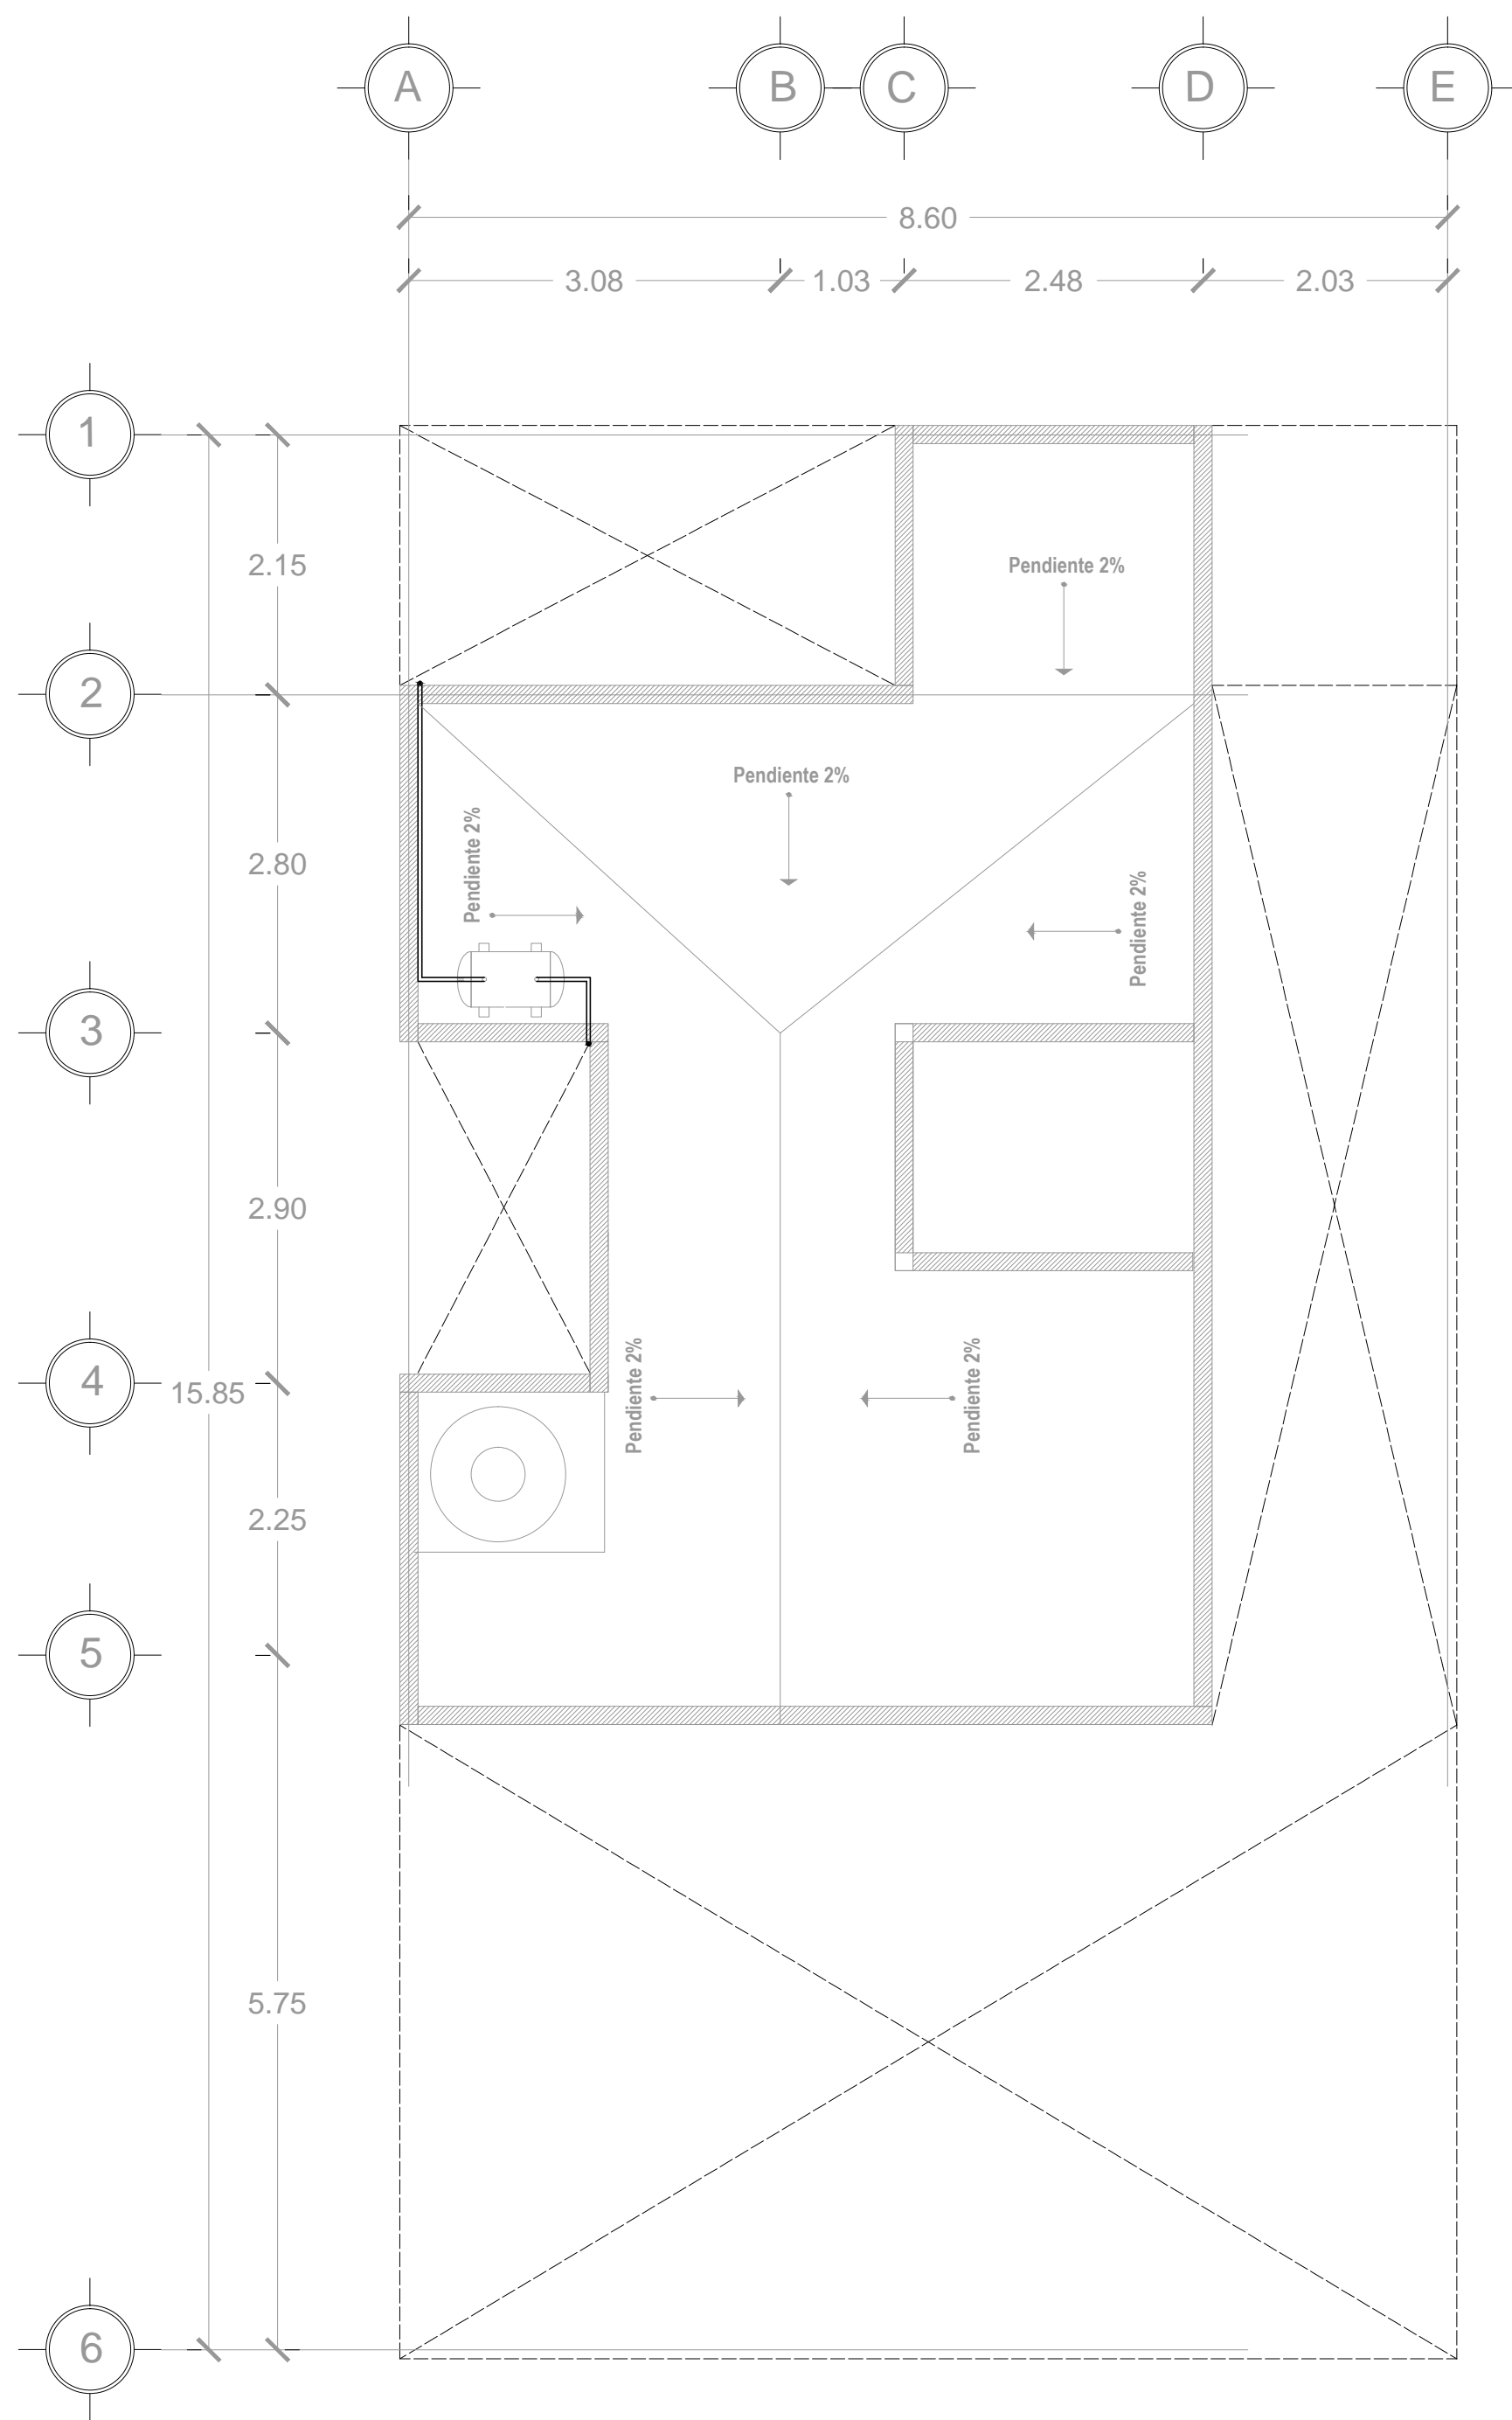 A B C D E
8.60
3.08 1.03 2.48 2.03
1
2.15
Pendiente 2%
2
Pendiente 2%
Pendiente 2%
2.80
Pendiente 2%
3
2.90
4
15.85
Pendiente 2%
Pendiente 2%
2.25
5
5.75
6